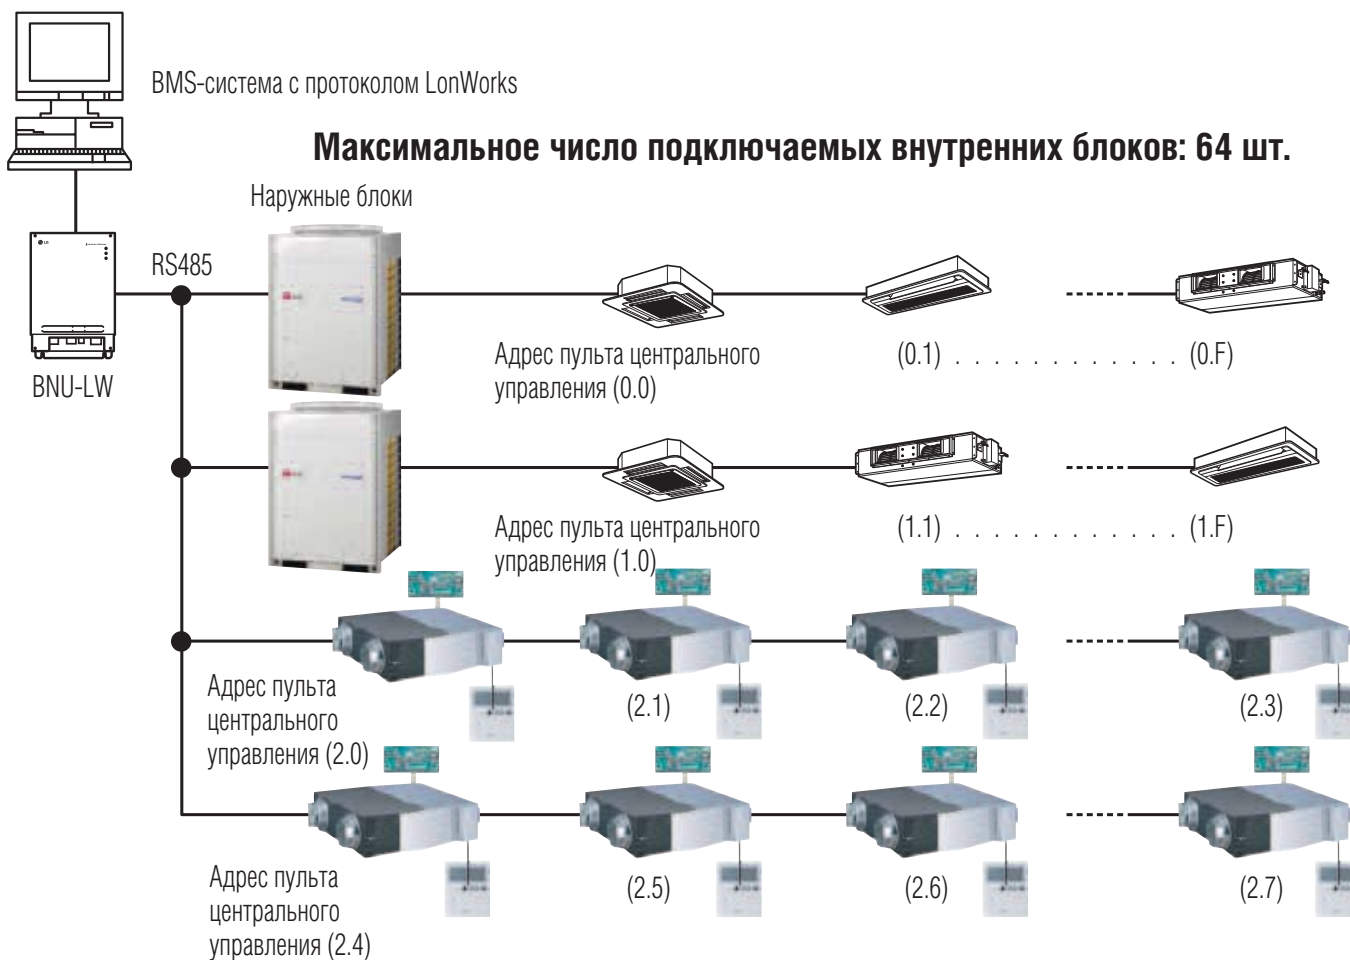 BMS-система с протоколом LonWorks
Максимальное число подключаемых внутренних блоков: 64 шт.
Наружные блоки
LG
RS485
BNU-LW
Адрес пульта центрального
управления (0.0)
(0.1) . . . . . . . . . . . . (0.F)
Адрес пульта центрального
управления (1.0)
(1.1) . . . . . . . . . . . . (1.F)
Адрес пульта
центрального
управления (2.0)
(2.1)
(2.2)
(2.3)
Адрес пульта
центрального
управления (2.4)
(2.5)
(2.6)
(2.7)